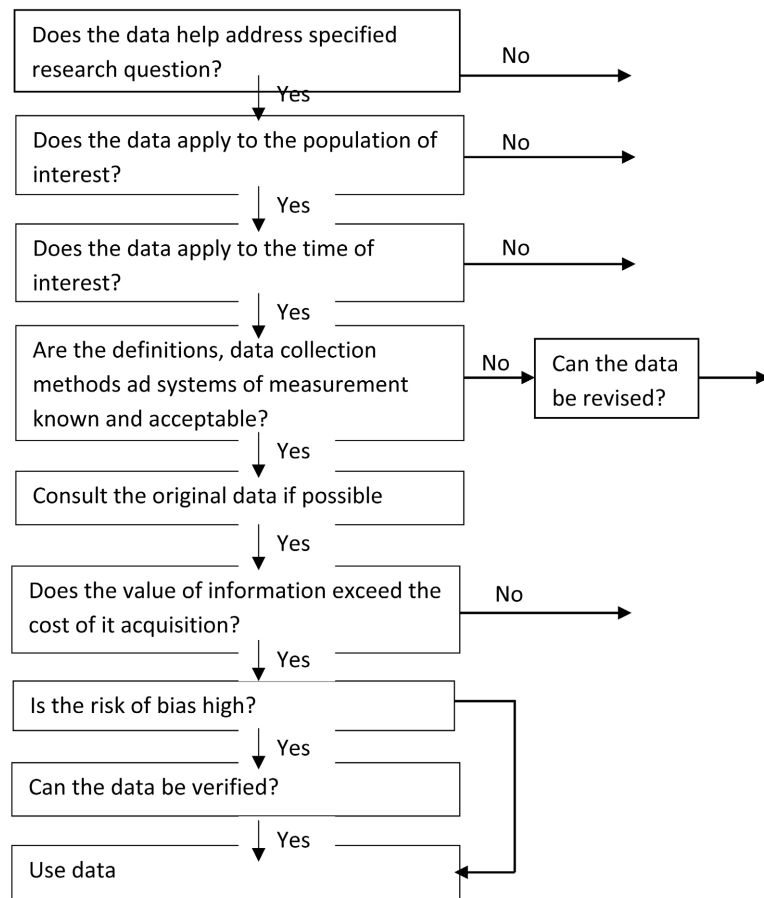 Does the data help address specified
research question?
No
Yes
Does the data apply to the population of
interest?
No
Yes
Does the data apply to the time of
interest?
No
Yes
Are the definitions, data collection
methods ad systems of measurement
known and acceptable?
No
Can the data
be revised?
Yes
Consult the original data if possible
Yes
Does the value of information exceed the
cost of it acquisition?
No
Yes
Is the risk of bias high?
Yes
Can the data be verified?
Yes
Use data